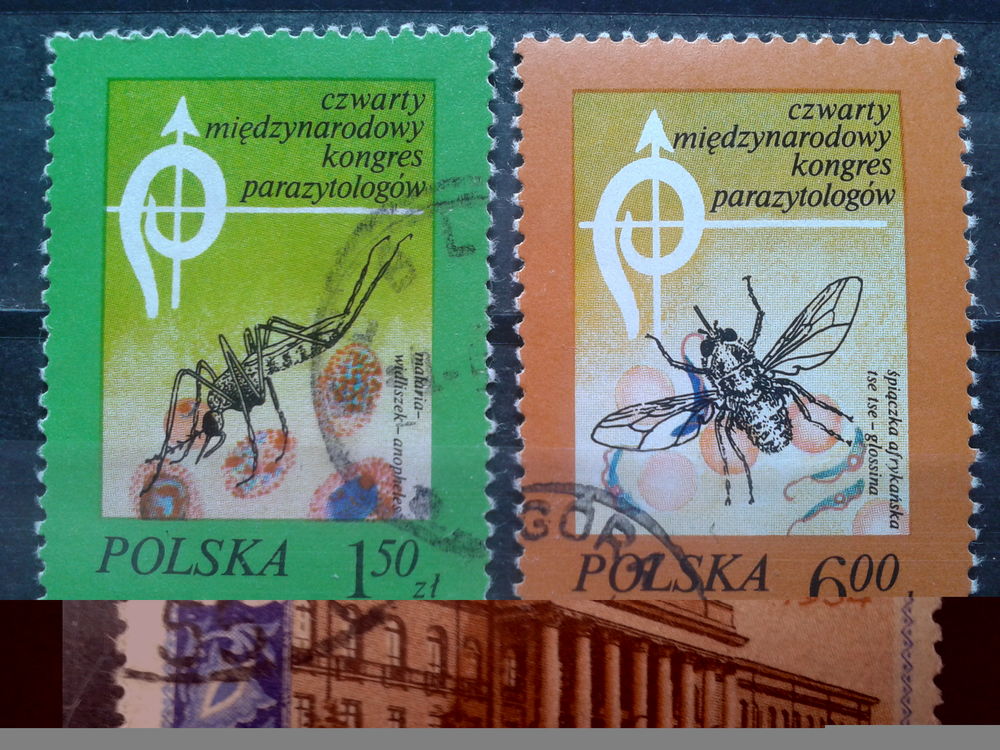 czwarty
międzynarodowy
kongres
parazytologów
malaria-
widliszek - anopheles
POLSKA 1 50 zł
czwarty
międzynarodowy
kongres
parazytologów
śpiączka afrykańska
tse tse - glossina
GÓR
POLSKA 6 00